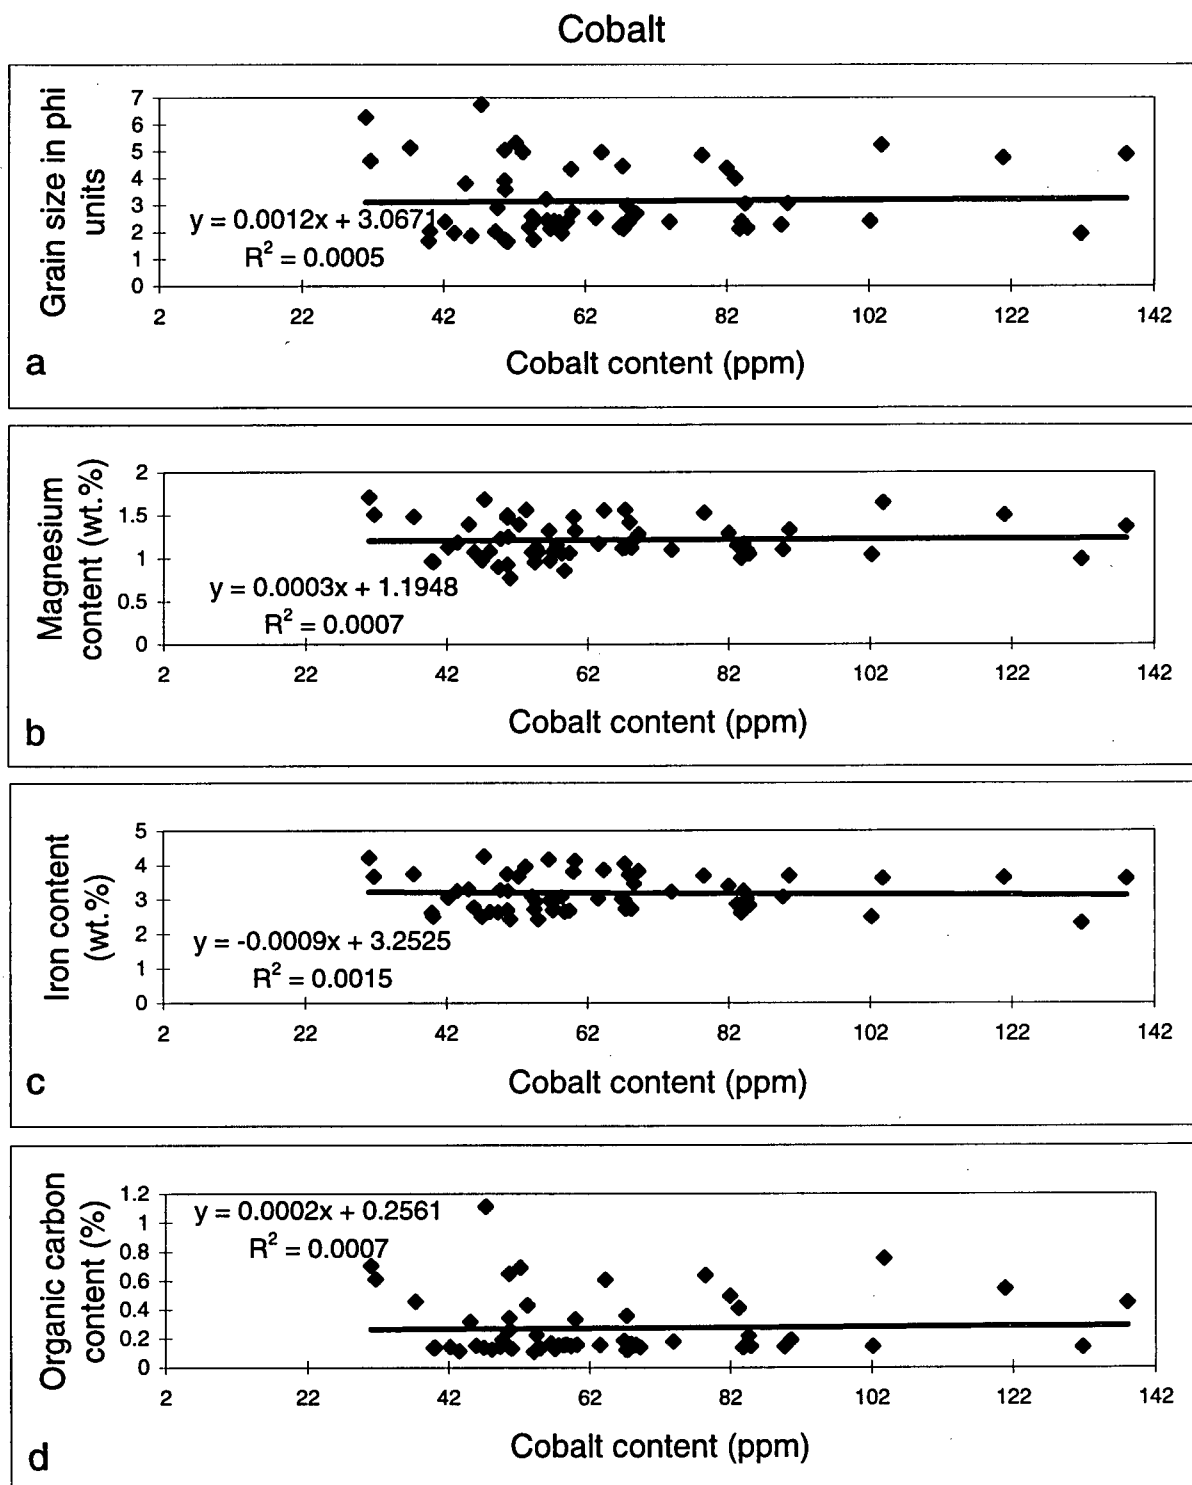 Cobalt
Grain size in phi
units
7
6
5
4
3
2
1
0
y = 0.0012x + 3.0671
R² = 0.0005
2 22 42 62 82 102 122 142
Cobalt content (ppm)
a
Magnesium
content (wt.%)
2
1.5
1
0.5
0
y = 0.0003x + 1.1948
R² = 0.0007
2 22 42 62 82 102 122 142
Cobalt content (ppm)
b
Iron content
(wt.%)
5
4
3
2
1
0
y = -0.0009x + 3.2525
R² = 0.0015
2 22 42 62 82 102 122 142
Cobalt content (ppm)
c
Organic carbon
content (%)
1.2
1
0.8
0.6
0.4
0.2
0
y = 0.0002x + 0.2561
R² = 0.0007
2 22 42 62 82 102 122 142
Cobalt content (ppm)
d